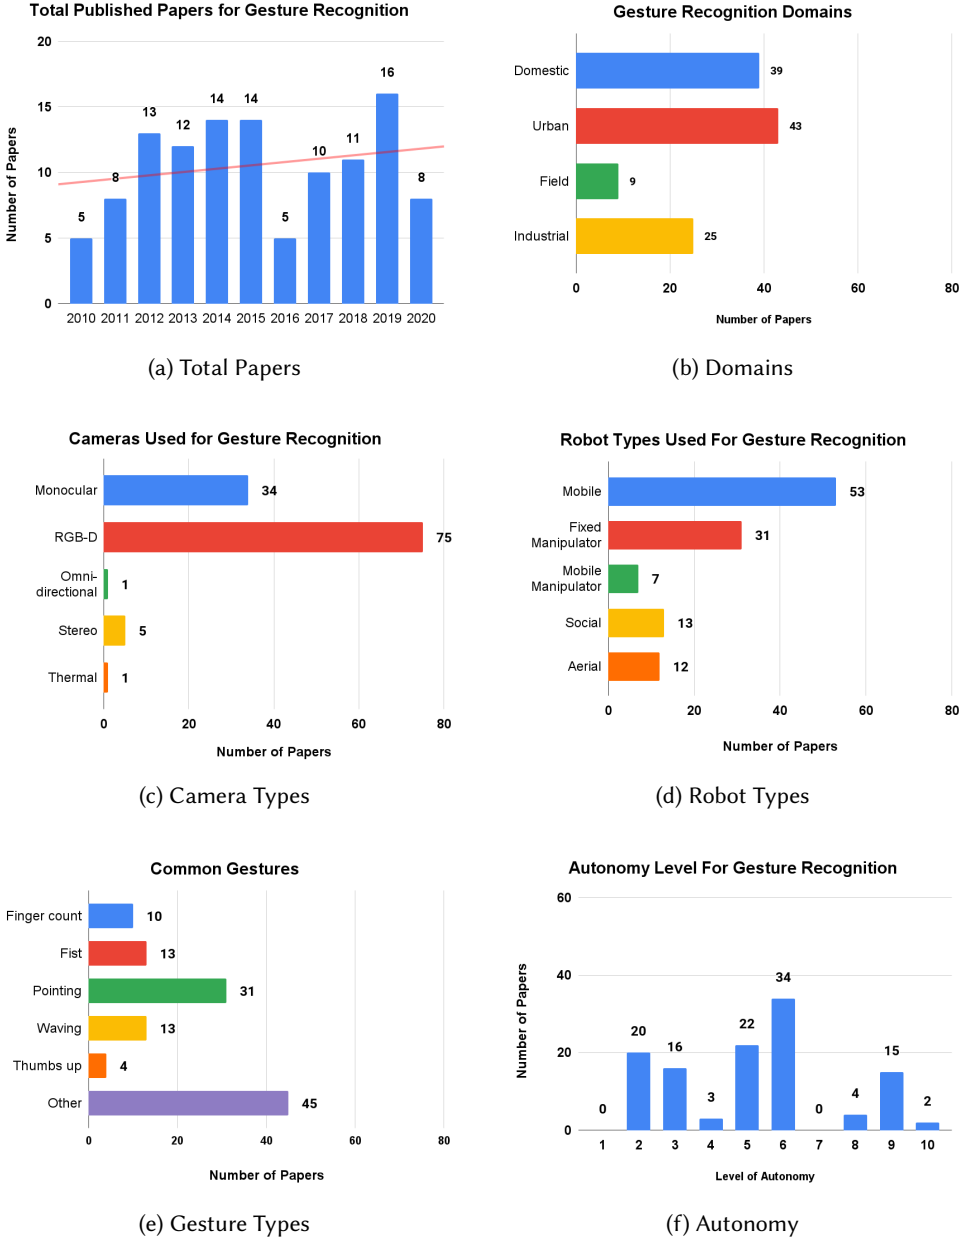 Total Published Papers for Gesture Recognition
Number of Papers
20
15
10
5
0
5
8
13
12
14
14
5
10
11
16
8
2010 2011 2012 2013 2014 2015 2016 2017 2018 2019 2020
(a) Total Papers
Gesture Recognition Domains
Domestic 39
Urban 43
Field 9
Industrial 25
0 20 40 60 80
Number of Papers
(b) Domains
Cameras Used for Gesture Recognition
Monocular 34
RGB-D 75
Omni-
directional 1
Stereo 5
Thermal 1
0 20 40 60 80
Number of Papers
(c) Camera Types
Robot Types Used For Gesture Recognition
Mobile 53
Fixed
Manipulator 31
Mobile
Manipulator 7
Social 13
Aerial 12
0 20 40 60 80
Number of Papers
(d) Robot Types
Common Gestures
Finger count 10
Fist 13
Pointing 31
Waving 13
Thumbs up 4
Other 45
0 20 40 60 80
Number of Papers
(e) Gesture Types
Autonomy Level For Gesture Recognition
Number of Papers
60
40
20
0
0
20
16
3
22
34
0
4
15
2
1 2 3 4 5 6 7 8 9 10
Level of Autonomy
(f) Autonomy